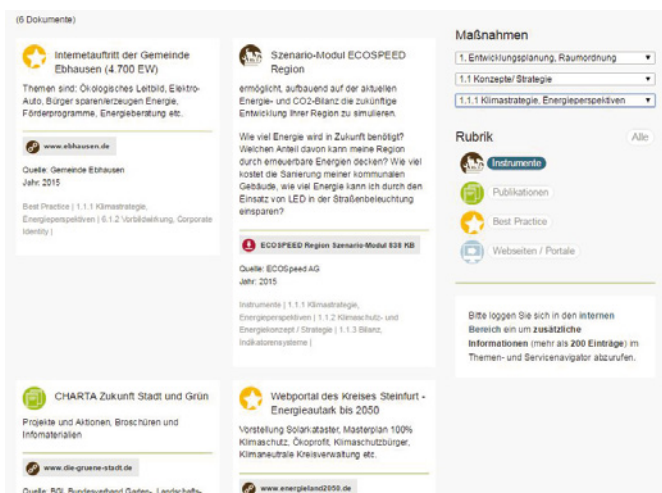 (6 Dokumente)
Internetauftritt der Gemeinde
Ebhausen (4.700 EW)
Themen sind: Ökologisches Leitbild, Elektro-
Auto, Bürger sparen/erzeugen Energie,
Förderprogramme, Energieberatung etc.
www.ebhausen.de
Quelle: Gemeinde Ebhausen
Jahr: 2015
Best Practice | 1.1.1 Klimastrategie,
Energieperspektiven | 6.1.2 Vorbildwirkung, Corporate
Identity |
Szenario-Modul ECOSPEED
Region
ermöglicht, aufbauend auf der aktuellen
Energie- und CO2-Bilanz die zukünftige
Entwicklung Ihrer Region zu simulieren.
Wie viel Energie wird in Zukunft benötigt?
Welchen Anteil davon kann meine Region
durch erneuerbare Energien decken? Wie viel
kostet die Sanierung meiner kommunalen
Gebäude, wie viel Energie kann ich durch den
Einsatz von LED in der Straßenbeleuchtung
einsparen?
ECOSPEED Region Szenario-Modul 838 KB
Quelle: ECOSpeed AG
Jahr: 2015
Instrumente | 1.1.1 Klimastrategie,
Energieperspektiven | 1.1.2 Klimaschutz- und
Energiekonzept / Strategie | 1.1.3 Bilanz,
Indikatorensysteme |
CHARTA Zukunft Stadt und Grün
Projekte und Aktionen, Broschüren und
Infomaterialien
www.die-gruene-stadt.de
Quelle: BGL Bundesverband Garten-, Landschafts-
Webportal des Kreises Steinfurt -
Energieautark bis 2050
Vorstellung Solarkataster, Masterplan 100%
Klimaschutz, Ökoprofit, Klimaschutzbürger,
Klimaneutrale Kreisverwaltung etc.
www.energieland2050.de
Maßnahmen
1. Entwicklungsplanung, Raumordnung
1.1 Konzepte/ Strategie
1.1.1 Klimastrategie, Energieperspektiven
Rubrik
Alle
Instrumente
Publikationen
Best Practice
Webseiten / Portale
Bitte loggen Sie sich in den internen
Bereich ein um zusätzliche
Informationen (mehr als 200 Einträge) im
Themen- und Servicenavigator abzurufen.